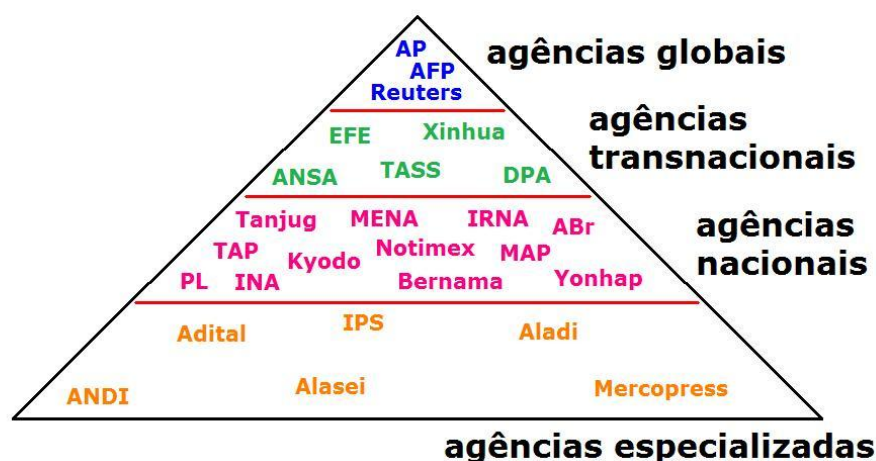 AP
AFP
Reuters
agências globais
EFE Xinhua
ANSA TASS DPA
agências
transnacionais
Tanjug MENA IRNA ABr
TAP Kyodo Notimex MAP
PL INA Bernama Yonhap
agências
nacionais
Adital IPS Aladi
ANDI Alasei Mercopress
agências especializadas